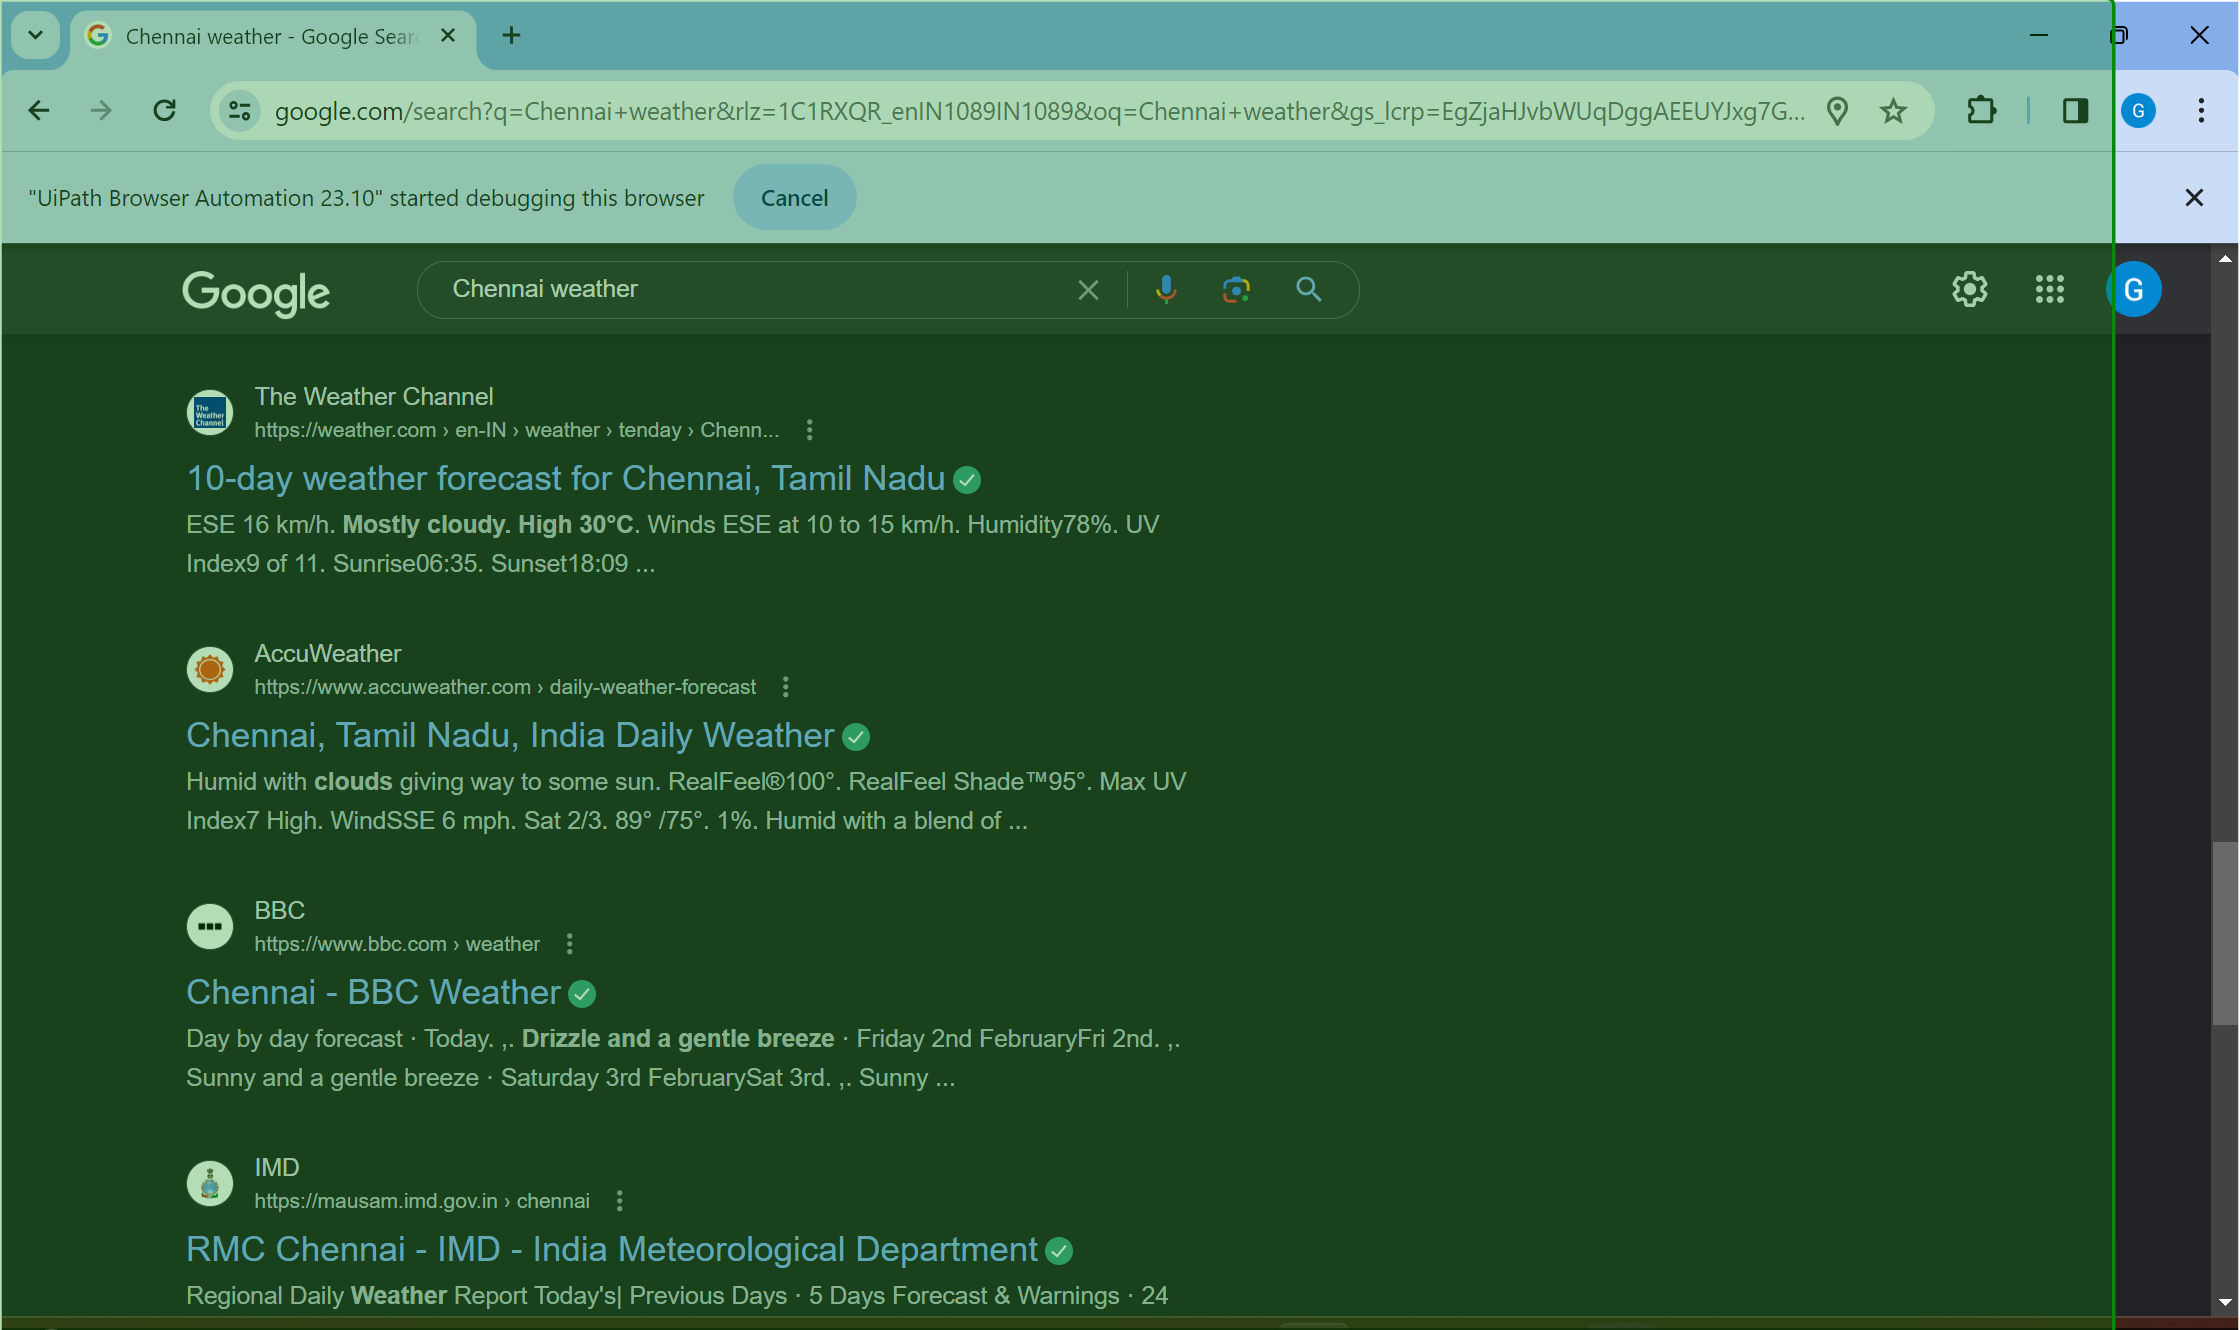 Chennai weather - Google Sear
google.com/search?q=Chennai+weather&rlz=1C1RXQR_enIN1089IN1089&oq=Chennai+weather&gs_lcrp=EgZjaHJvbWUqDggAEEUYJxg7G...
G
"UiPath Browser Automation 23.10" started debugging this browser
Cancel
Google
Chennai weather
G
The Weather Channel
The Weather Channel
https://weather.com › en-IN › weather › tenday › Chenn...
10-day weather forecast for Chennai, Tamil Nadu
ESE 16 km/h. Mostly cloudy. High 30°C. Winds ESE at 10 to 15 km/h. Humidity78%. UV
Index9 of 11. Sunrise06:35. Sunset18:09 ...
AccuWeather
https://www.accuweather.com › daily-weather-forecast
Chennai, Tamil Nadu, India Daily Weather
Humid with clouds giving way to some sun. RealFeel®100°. RealFeel Shade™95°. Max UV
Index7 High. WindSSE 6 mph. Sat 2/3. 89° /75°. 1%. Humid with a blend of ...
BBC
https://www.bbc.com › weather
Chennai - BBC Weather
Day by day forecast · Today. ,. Drizzle and a gentle breeze · Friday 2nd FebruaryFri 2nd. ,.
Sunny and a gentle breeze · Saturday 3rd FebruarySat 3rd. ,. Sunny ...
IMD
https://mausam.imd.gov.in › chennai
RMC Chennai - IMD - India Meteorological Department
Regional Daily Weather Report Today's| Previous Days · 5 Days Forecast & Warnings · 24